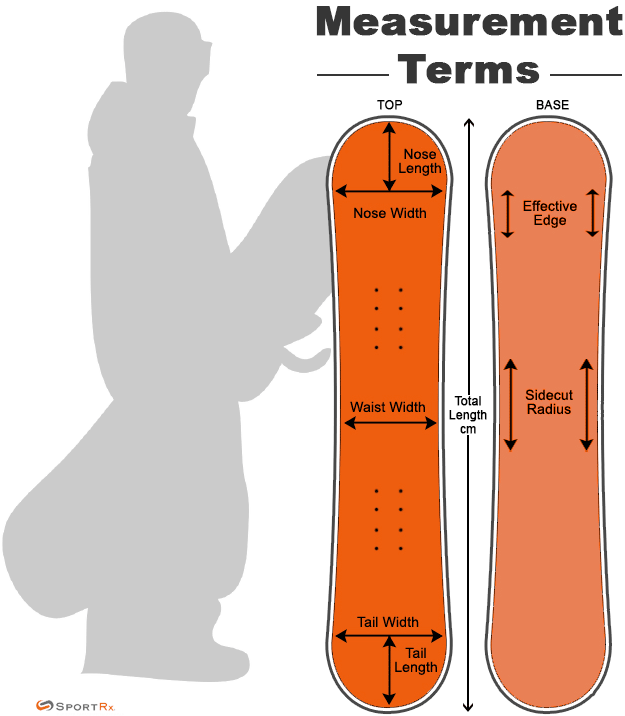 Measurement
Terms
TOP
BASE
Nose
Length
Nose Width
Effective
Edge
Waist Width
Total
Length
cm
Sidecut
Radius
Tail Width
Tail
Length
SPORTRx